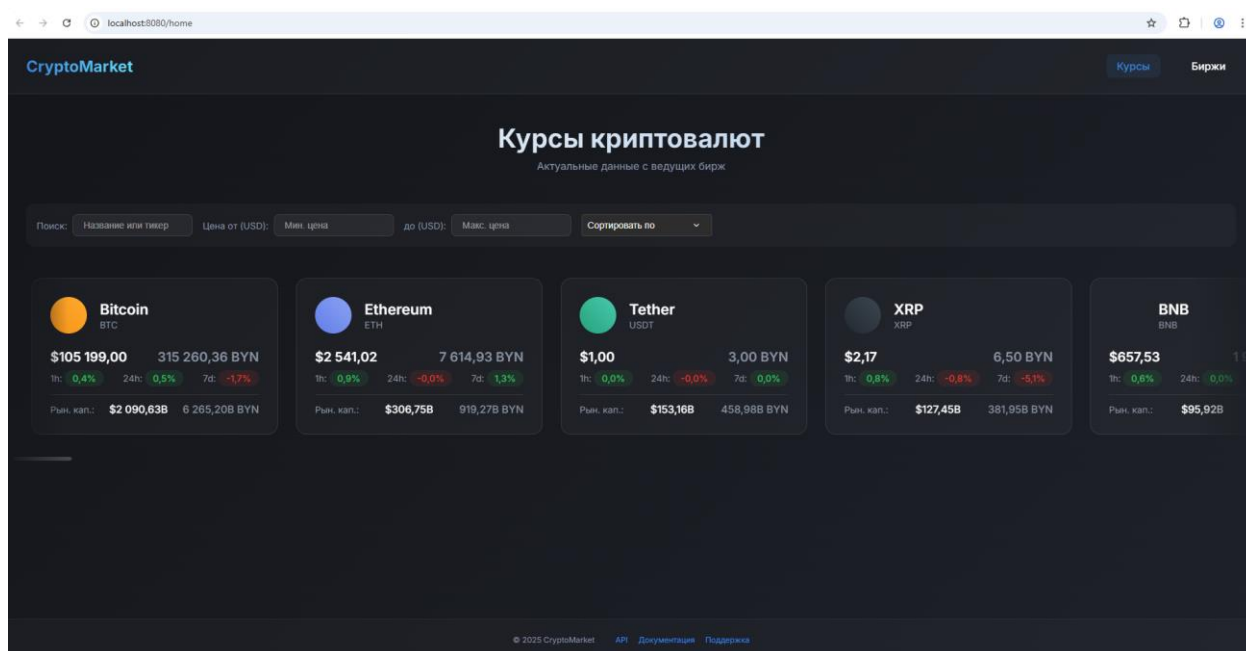 localhost:8080/home
CryptoMarket
Курсы Биржи
Курсы криптовалют
Актуальные данные с ведущих бирж
Поиск: Название или тикер Цена от (USD): Мин. цена до (USD): Макс. цена Сортировать по
Bitcoin
BTC
$105 199,00 315 260,36 BYN
1h: 0,4% 24h: 0,5% 7d: -1,7%
Рын. кап.: $2 090,63B 6 265,20B BYN
Ethereum
ETH
$2 541,02 7 614,93 BYN
1h: 0,9% 24h: -0,0% 7d: 1,3%
Рын. кап.: $306,75B 919,27B BYN
Tether
USDT
$1,00 3,00 BYN
1h: 0,0% 24h: -0,0% 7d: 0,0%
Рын. кап.: $153,16B 458,98B BYN
XRP
XRP
$2,17 6,50 BYN
1h: 0,8% 24h: -0,8% 7d: -5,1%
Рын. кап.: $127,45B 381,95B BYN
BNB
BNB
$657,53
1h: 0,6% 24h: 0,0%
Рын. кап.: $95,92B
© 2025 CryptoMarket API Документация Поддержка